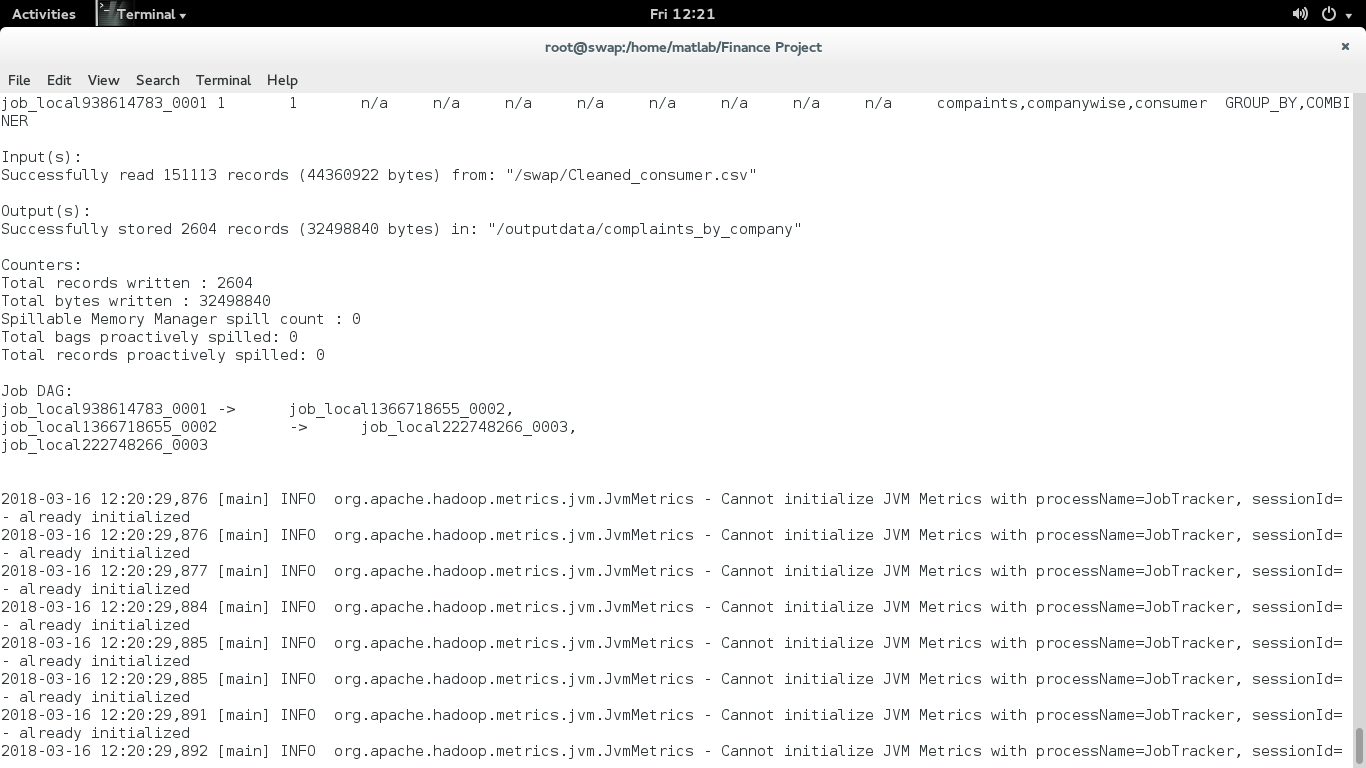 Activities Terminal Fri 12:21
root@swap:/home/matlab/Finance Project ×
File Edit View Search Terminal Help
job_local938614783_0001 1 1 n/a n/a n/a n/a n/a n/a n/a n/a compaints,companywise,consumer GROUP_BY,COMBI
NER
Input(s):
Successfully read 151113 records (44360922 bytes) from: "/swap/Cleaned_consumer.csv"
Output(s):
Successfully stored 2604 records (32498840 bytes) in: "/outputdata/complaints_by_company"
Counters:
Total records written : 2604
Total bytes written : 32498840
Spillable Memory Manager spill count : 0
Total bags proactively spilled: 0
Total records proactively spilled: 0
Job DAG:
job_local938614783_0001 -> job_local1366718655_0002,
job_local1366718655_0002 -> job_local222748266_0003,
job_local222748266_0003
2018-03-16 12:20:29,876 [main] INFO org.apache.hadoop.metrics.jvm.JvmMetrics - Cannot initialize JVM Metrics with processName=JobTracker, sessionId=
- already initialized
2018-03-16 12:20:29,876 [main] INFO org.apache.hadoop.metrics.jvm.JvmMetrics - Cannot initialize JVM Metrics with processName=JobTracker, sessionId=
- already initialized
2018-03-16 12:20:29,877 [main] INFO org.apache.hadoop.metrics.jvm.JvmMetrics - Cannot initialize JVM Metrics with processName=JobTracker, sessionId=
- already initialized
2018-03-16 12:20:29,884 [main] INFO org.apache.hadoop.metrics.jvm.JvmMetrics - Cannot initialize JVM Metrics with processName=JobTracker, sessionId=
- already initialized
2018-03-16 12:20:29,885 [main] INFO org.apache.hadoop.metrics.jvm.JvmMetrics - Cannot initialize JVM Metrics with processName=JobTracker, sessionId=
- already initialized
2018-03-16 12:20:29,885 [main] INFO org.apache.hadoop.metrics.jvm.JvmMetrics - Cannot initialize JVM Metrics with processName=JobTracker, sessionId=
- already initialized
2018-03-16 12:20:29,891 [main] INFO org.apache.hadoop.metrics.jvm.JvmMetrics - Cannot initialize JVM Metrics with processName=JobTracker, sessionId=
- already initialized
2018-03-16 12:20:29,892 [main] INFO org.apache.hadoop.metrics.jvm.JvmMetrics - Cannot initialize JVM Metrics with processName=JobTracker, sessionId=